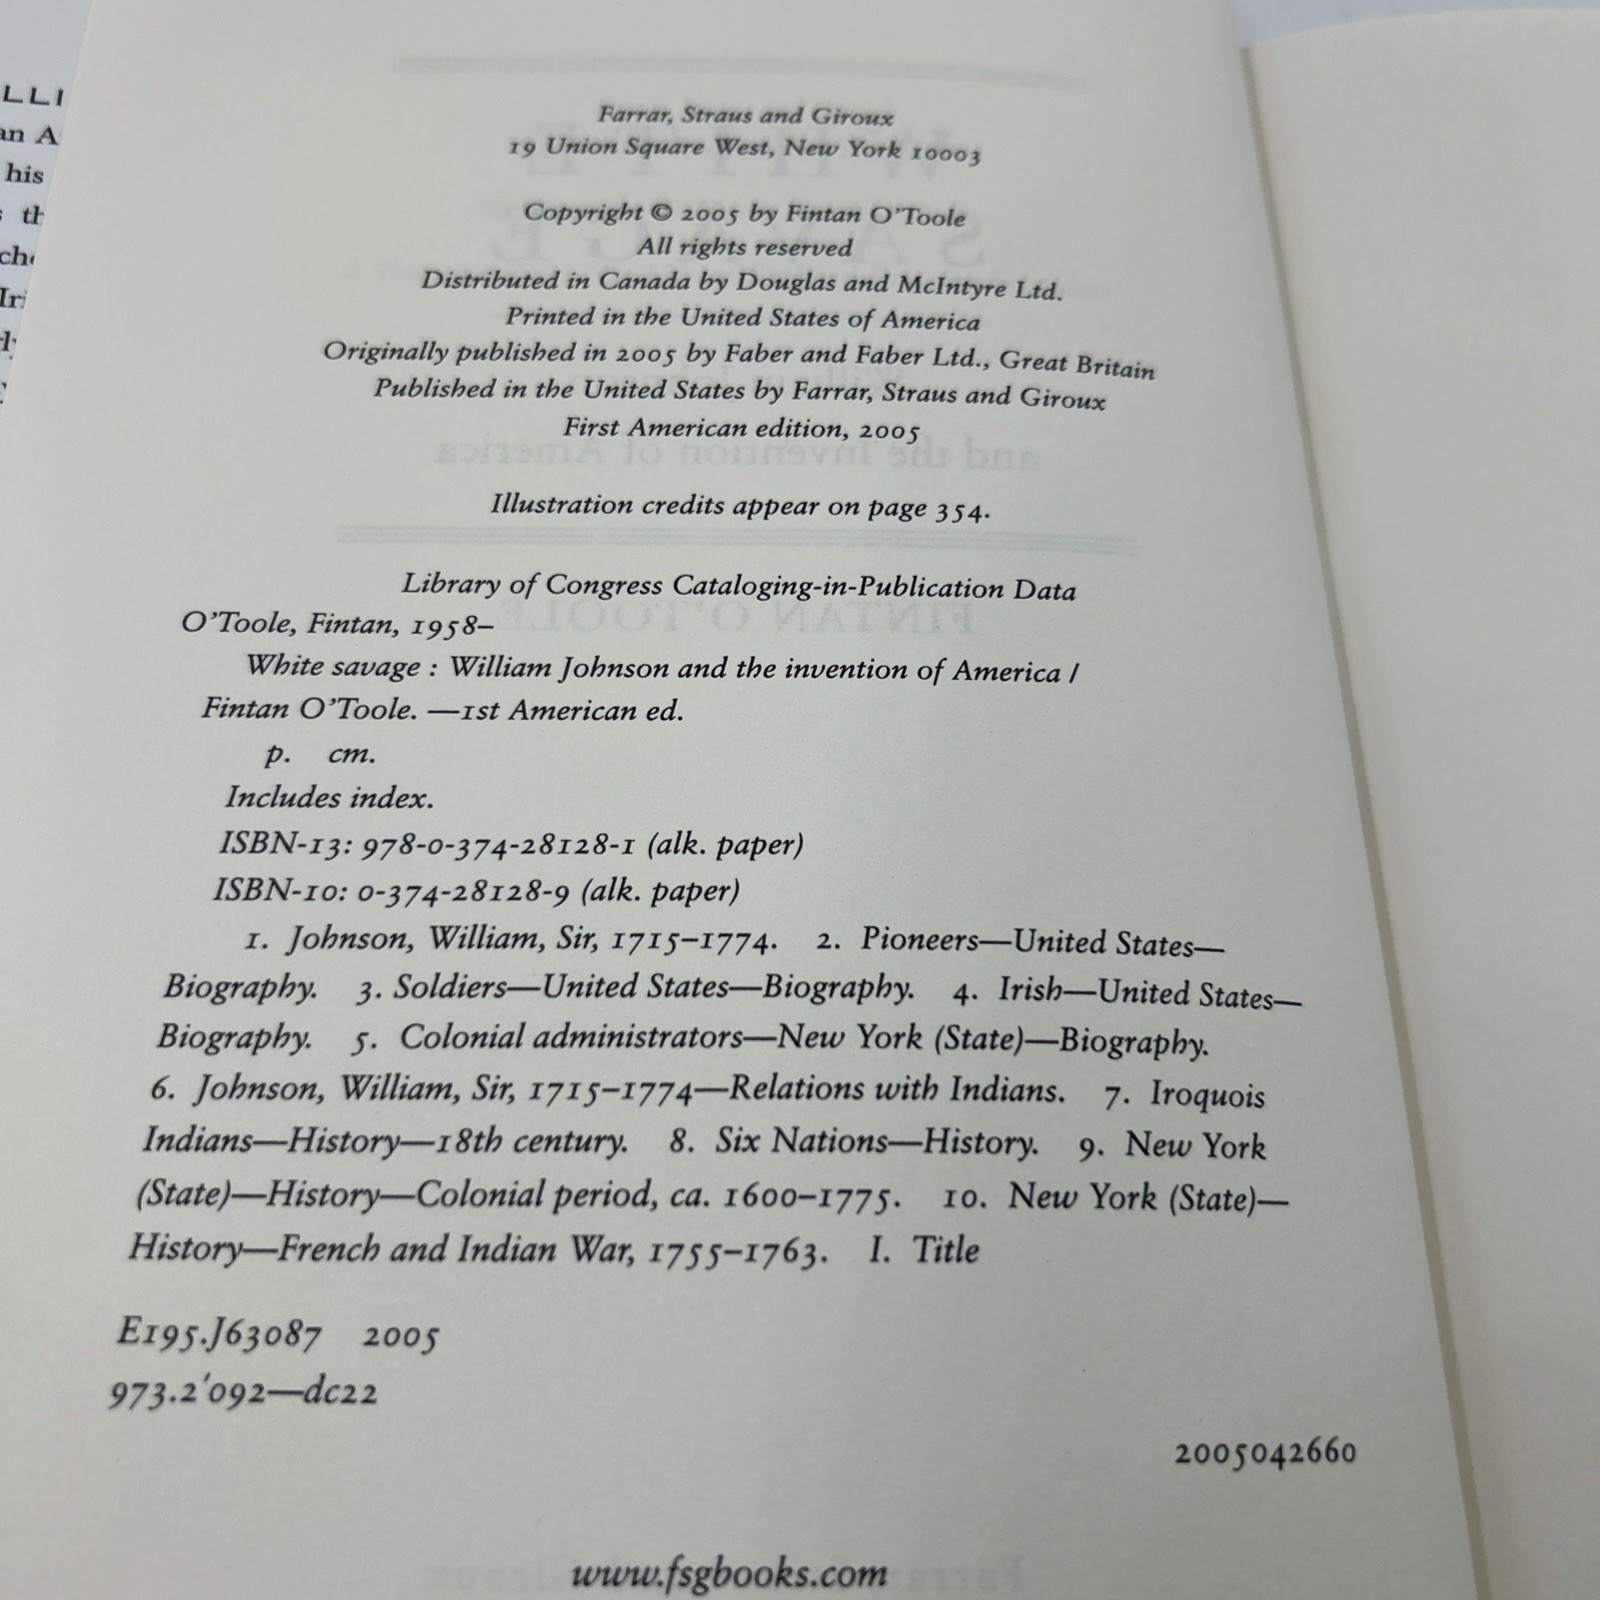 Farrar, Straus and Giroux
19 Union Square West, New York 10003
Copyright © 2005 by Fintan O'Toole
All rights reserved
Distributed in Canada by Douglas and McIntyre Ltd.
Printed in the United States of America
Originally published in 2005 by Faber and Faber Ltd., Great Britain
Published in the United States by Farrar, Straus and Giroux
First American edition, 2005
Illustration credits appear on page 354.
Library of Congress Cataloging-in-Publication Data
O'Toole, Fintan, 1958–
White savage : William Johnson and the invention of America /
Fintan O'Toole. —1st American ed.
p. cm.
Includes index.
ISBN-13: 978-0-374-28128-1 (alk. paper)
ISBN-10: 0-374-28128-9 (alk. paper)
1. Johnson, William, Sir, 1715–1774. 2. Pioneers—United States—
Biography. 3. Soldiers—United States—Biography. 4. Irish—United States—
Biography. 5. Colonial administrators—New York (State)—Biography.
6. Johnson, William, Sir, 1715–1774—Relations with Indians. 7. Iroquois
Indians—History—18th century. 8. Six Nations—History. 9. New York
(State)—History—Colonial period, ca. 1600–1775. 10. New York (State)—
History—French and Indian War, 1755–1763. I. Title
E195.J63087 2005
973.2'092—dc22
2005042660
www.fsgbooks.com
his